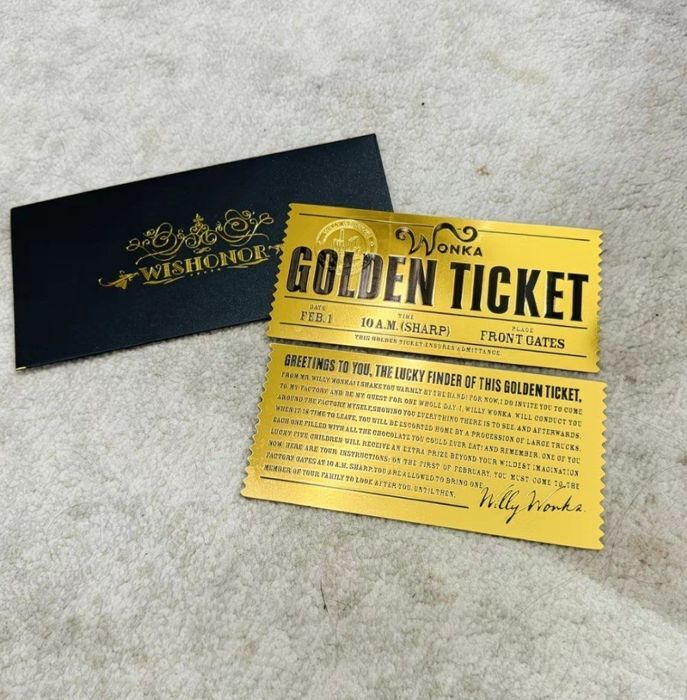 WISHONOR
WONKA
GOLDEN TICKET
DATE
FEB.1
TIME
10 A.M. (SHARP)
PLACE
FRONT GATES
THIS GOLDEN TICKET ENSURES ADMITTANCE.
GREETINGS TO YOU, THE LUCKY FINDER OF THIS GOLDEN TICKET,
FROM MR. WILLY WONKA! I SHAKE YOU WARMLY BY THE HAND! FOR NOW, I DO INVITE YOU TO COME
TO MY FACTORY AND BE MY GUEST FOR ONE WHOLE DAY. I, WILLY WONKA, WILL CONDUCT YOU
AROUND THE FACTORY MYSELF, SHOWING YOU EVERYTHING THERE IS TO SEE, AND AFTERWARDS,
WHEN IT IS TIME TO LEAVE, YOU WILL BE ESCORTED HOME BY A PROCESSION OF LARGE TRUCKS,
EACH ONE FILLED WITH ALL THE CHOCOLATE YOU COULD EVER EAT! AND REMEMBER, ONE OF YOU
LUCKY FIVE CHILDREN WILL RECEIVE AN EXTRA PRIZE BEYOND YOUR WILDEST IMAGINATION
NOW, HERE ARE YOUR INSTRUCTIONS: ON THE FIRST OF FEBRUARY, YOU MUST COME TO THE
FACTORY GATES AT 10 A.M. SHARP. YOU ARE ALLOWED TO BRING ONE
MEMBER OF YOUR FAMILY TO LOOK AFTER YOU. UNTIL THEN,
Willy Wonka